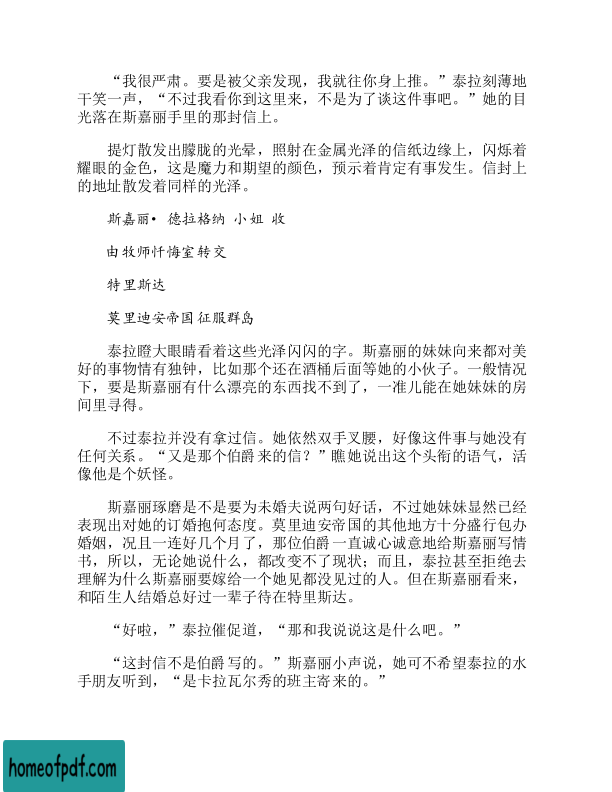 “我很严肃。要是被父亲发现，我就往你身上推。”泰拉刻薄地
干笑一声，“不过我看你到这里来，不是为了谈这件事吧。”她的目
光落在斯嘉丽手里的那封信上。
提灯散发出朦胧的光晕，照射在金属光泽的信纸边缘上，闪烁着
耀眼的金色，这是魔力和期望的颜色，预示着肯定有事发生。信封上
的地址散发着同样的光泽。
斯嘉丽• 德拉格纳 小姐 收
由牧师忏悔室转交
特里斯达
莫里迪安帝国征服群岛
泰拉瞪大眼睛看着这些光泽闪闪的字。斯嘉丽的妹妹向来都对美
好的事物情有独钟，比如那个还在酒桶后面等她的小伙子。一般情况
下，要是斯嘉丽有什么漂亮的东西找不到了，一准儿能在她妹妹的房
间里寻得。
不过泰拉并没有拿过信。她依然双手叉腰，好像这件事与她没有
任何关系。“又是那个伯爵来的信？”瞧她说出这个头衔的语气，活
像他是个妖怪。
斯嘉丽琢磨是不是要为未婚夫说两句好话，不过她妹妹显然已经
表现出对她的订婚抱何态度。莫里迪安帝国的其他地方十分盛行包办
婚姻，况且一连好几个月了，那位伯爵一直诚心诚意地给斯嘉丽写情
书，所以，无论她说什么，都改变不了现状；而且，泰拉甚至拒绝去
理解为什么斯嘉丽要嫁给一个她见都没见过的人。但在斯嘉丽看来，
和陌生人结婚总好过一辈子待在特里斯达。
“好啦，”泰拉催促道，“那和我说说这是什么吧。”
“这封信不是伯爵写的。”斯嘉丽小声说，她可不希望泰拉的水
手朋友听到，“是卡拉瓦尔秀的班主寄来的。”
homeofpdf.com